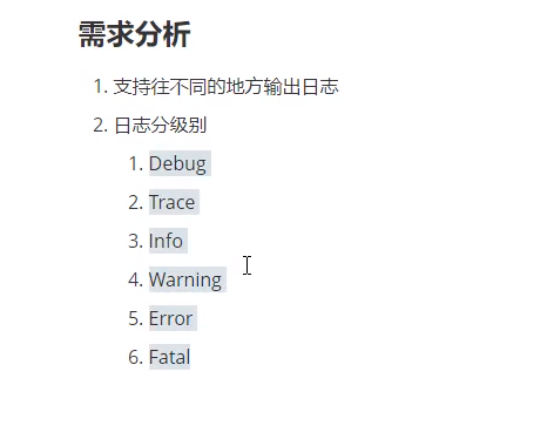 需求分析
1. 支持往不同的地方输出日志
2. 日志分级别
1. Debug
2. Trace
3. Info
4. Warning
5. Error
6. Fatal